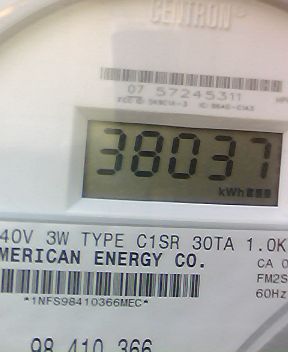 CENTRON®
07 57245311
38037
kWh
40V 3W TYPE C1SR 30TA 1.0K
MERICAN ENERGY CO.
CA 0
FM2S
60Hz
*1NFS98410366MEC*
98 410 366